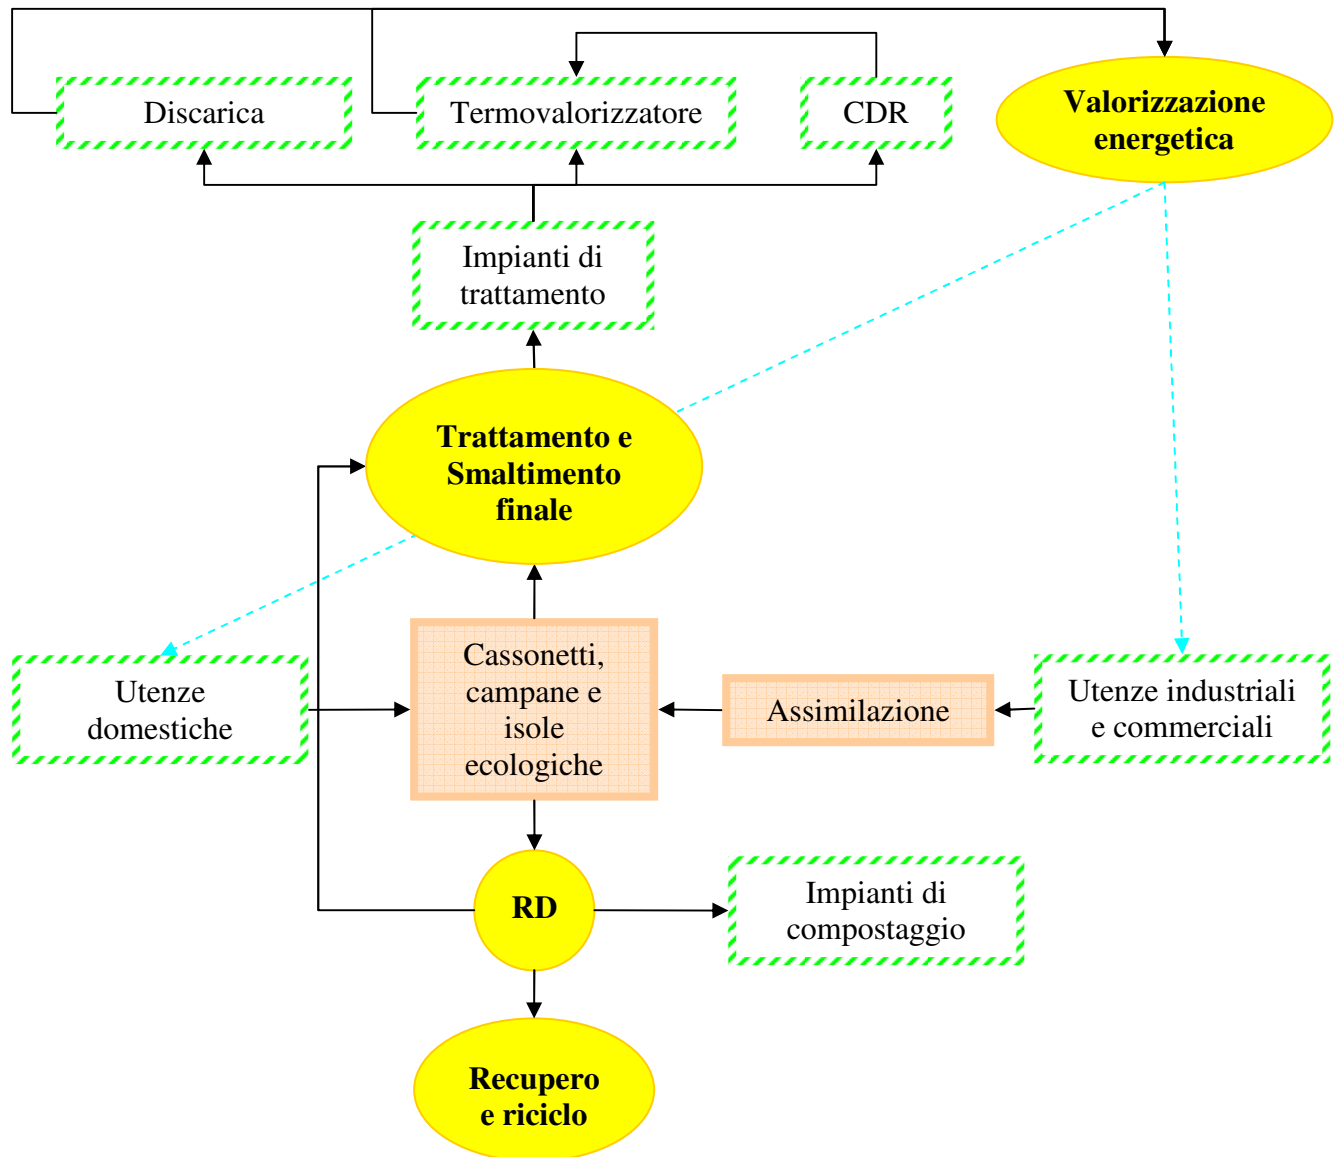 Discarica
Termovalorizzatore
CDR
Valorizzazione
energetica
Impianti di
trattamento
Trattamento e
Smaltimento
finale
Utenze
domestiche
Cassonetti,
campane e
isole
ecologiche
Assimilazione
Utenze industriali
e commerciali
RD
Impianti di
compostaggio
Recupero
e riciclo